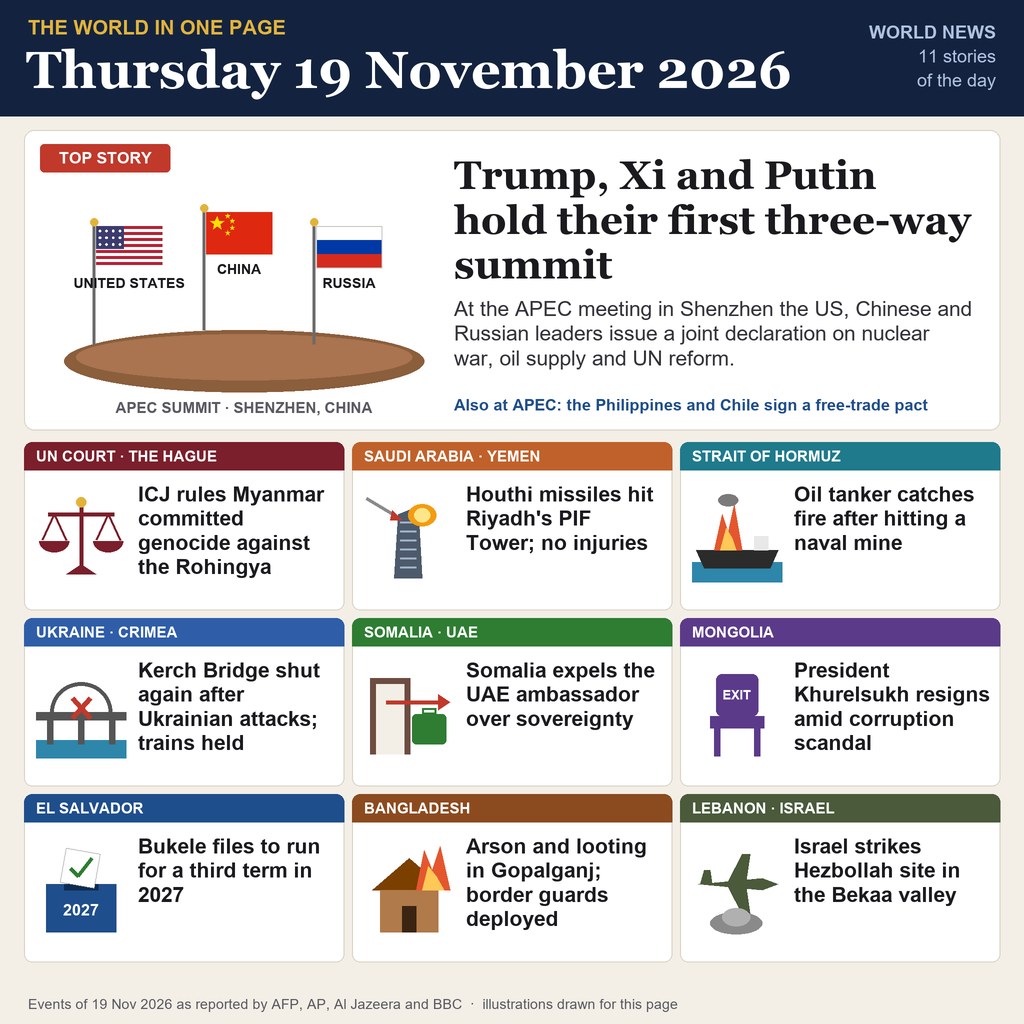 THE WORLD IN ONE PAGE
Thursday 19 November 2026
WORLD NEWS
11 stories
of the day
TOP STORY
UNITED STATES
CHINA
RUSSIA
APEC SUMMIT · SHENZHEN, CHINA
Trump, Xi and Putin
hold their first three-way
summit
At the APEC meeting in Shenzhen the US, Chinese and
Russian leaders issue a joint declaration on nuclear
war, oil supply and UN reform.
Also at APEC: the Philippines and Chile sign a free-trade pact
UN COURT · THE HAGUE
ICJ rules Myanmar
committed
genocide against
the Rohingya
SAUDI ARABIA · YEMEN
Houthi missiles hit
Riyadh's PIF
Tower; no injuries
STRAIT OF HORMUZ
Oil tanker catches
fire after hitting a
naval mine
UKRAINE · CRIMEA
Kerch Bridge shut
again after
Ukrainian attacks;
trains held
SOMALIA · UAE
Somalia expels the
UAE ambassador
over sovereignty
MONGOLIA
EXIT
President
Khurelsukh resigns
amid corruption
scandal
EL SALVADOR
2027
Bukele files to run
for a third term in
2027
BANGLADESH
Arson and looting
in Gopalganj;
border guards
deployed
LEBANON · ISRAEL
Israel strikes
Hezbollah site in
the Bekaa valley
Events of 19 Nov 2026 as reported by AFP, AP, Al Jazeera and BBC · illustrations drawn for this page